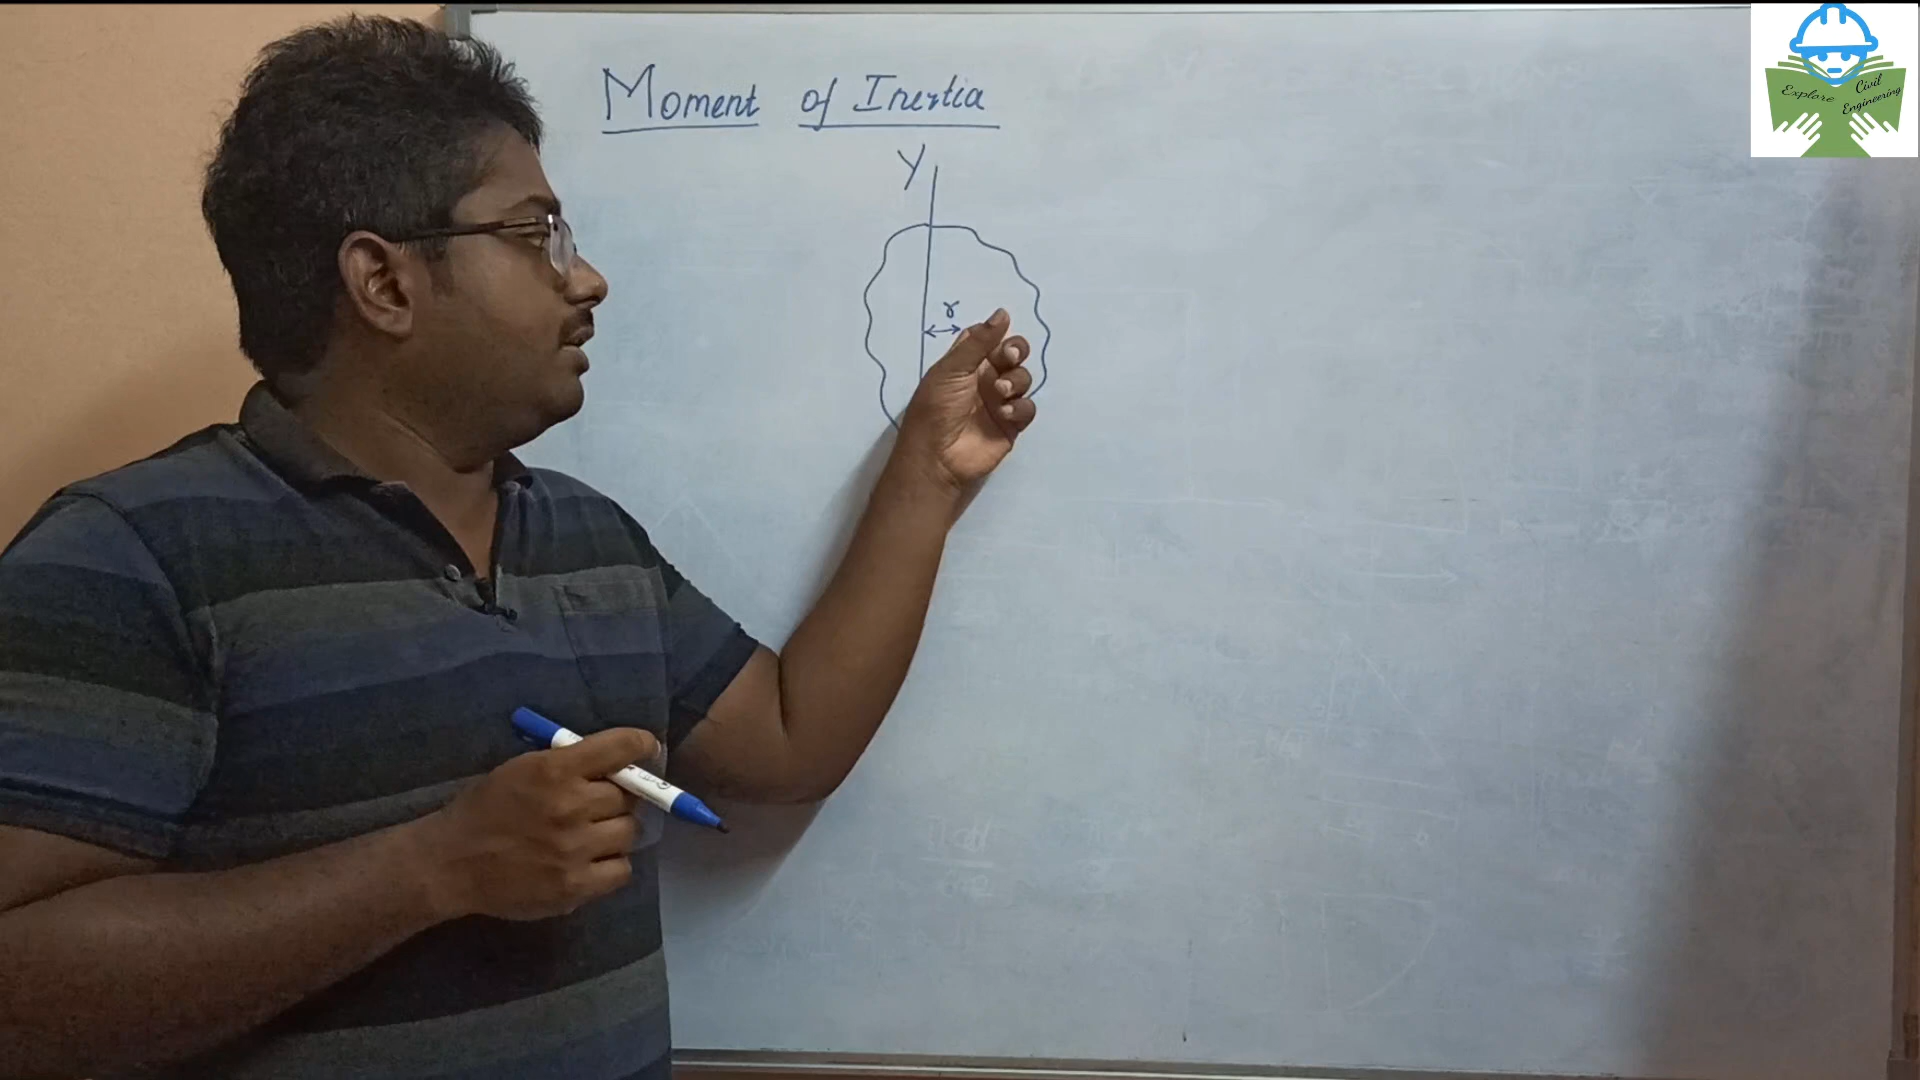 Moment of Inertia
Y
r
Explore Civil
Engineering